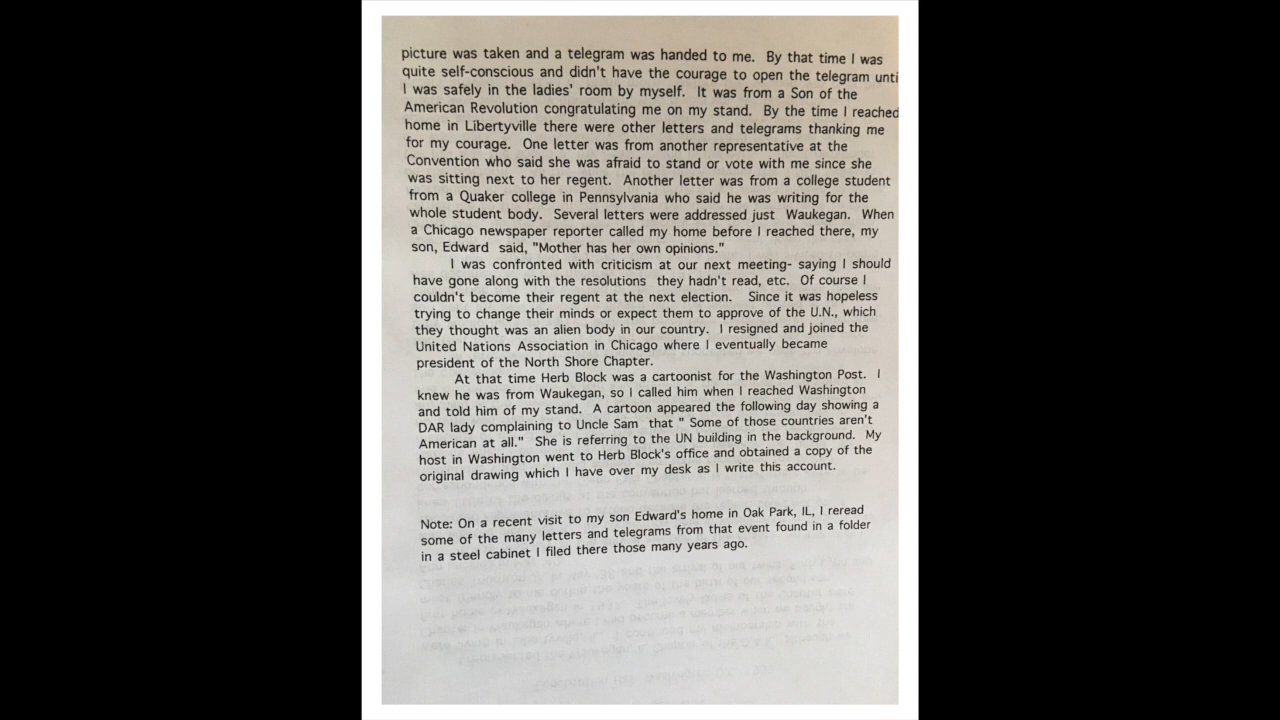 picture was taken and a telegram was handed to me. By that time I was
quite self-conscious and didn't have the courage to open the telegram unti
I was safely in the ladies' room by myself. It was from a Son of the
American Revolution congratulating me on my stand. By the time I reached
home in Libertyville there were other letters and telegrams thanking me
for my courage. One letter was from another representative at the
Convention who said she was afraid to stand or vote with me since she
was sitting next to her regent. Another letter was from a college student
from a Quaker college in Pennsylvania who said he was writing for the
whole student body. Several letters were addressed just Waukegan. When
a Chicago newspaper reporter called my home before I reached there, my
son, Edward said, "Mother has her own opinions."
I was confronted with criticism at our next meeting- saying I should
have gone along with the resolutions they hadn't read, etc. Of course I
couldn't become their regent at the next election. Since it was hopeless
trying to change their minds or expect them to approve of the U.N., which
they thought was an alien body in our country. I resigned and joined the
United Nations Association in Chicago where I eventually became
president of the North Shore Chapter.
At that time Herb Block was a cartoonist for the Washington Post. I
knew he was from Waukegan, so I called him when I reached Washington
and told him of my stand. A cartoon appeared the following day showing a
DAR lady complaining to Uncle Sam that " Some of those countries aren't
American at all." She is referring to the UN building in the background. My
host in Washington went to Herb Block's office and obtained a copy of the
original drawing which I have over my desk as I write this account.
Note: On a recent visit to my son Edward's home in Oak Park, IL, I reread
some of the many letters and telegrams from that event found in a folder
in a steel cabinet I filed there those many years ago.